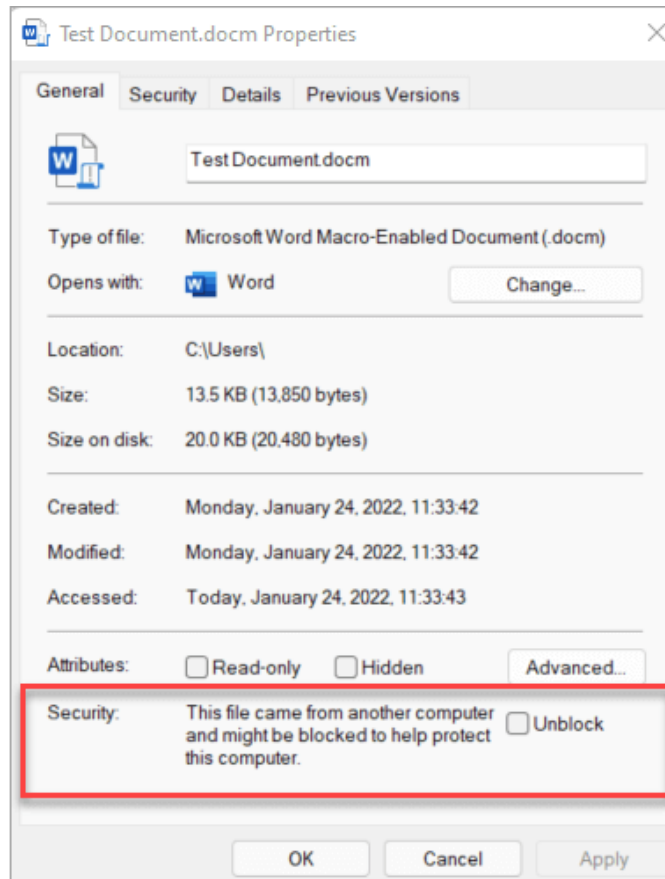 Test Document.docm Properties
General Security Details Previous Versions
Test Document.docm
Type of file: Microsoft Word Macro-Enabled Document (.docm)
Opens with: Word Change...
Location: C:\Users\
Size: 13.5 KB (13,850 bytes)
Size on disk: 20.0 KB (20,480 bytes)
Created: Monday, January 24, 2022, 11:33:42
Modified: Monday, January 24, 2022, 11:33:42
Accessed: Today, January 24, 2022, 11:33:43
Attributes: Read-only Hidden Advanced...
Security: This file came from another computer
and might be blocked to help protect
this computer.
Unblock
OK Cancel Apply